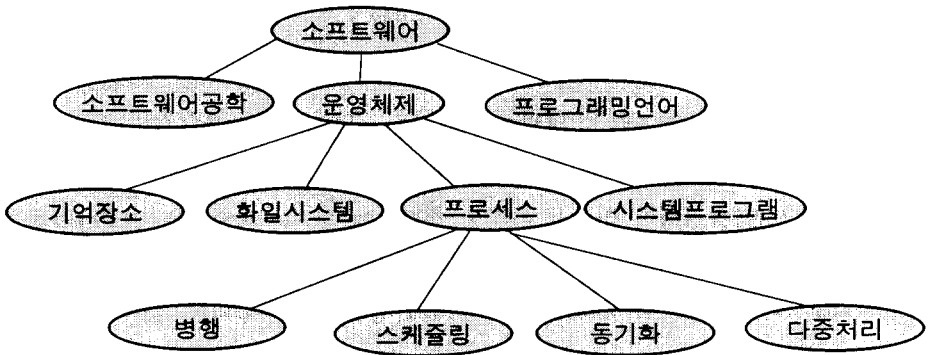 소프트웨어
소프트웨어공학 운영체제 프로그래밍언어
기억장소 화일시스템 프로세스 시스템프로그램
병행 스케쥴링 동기화 다중처리